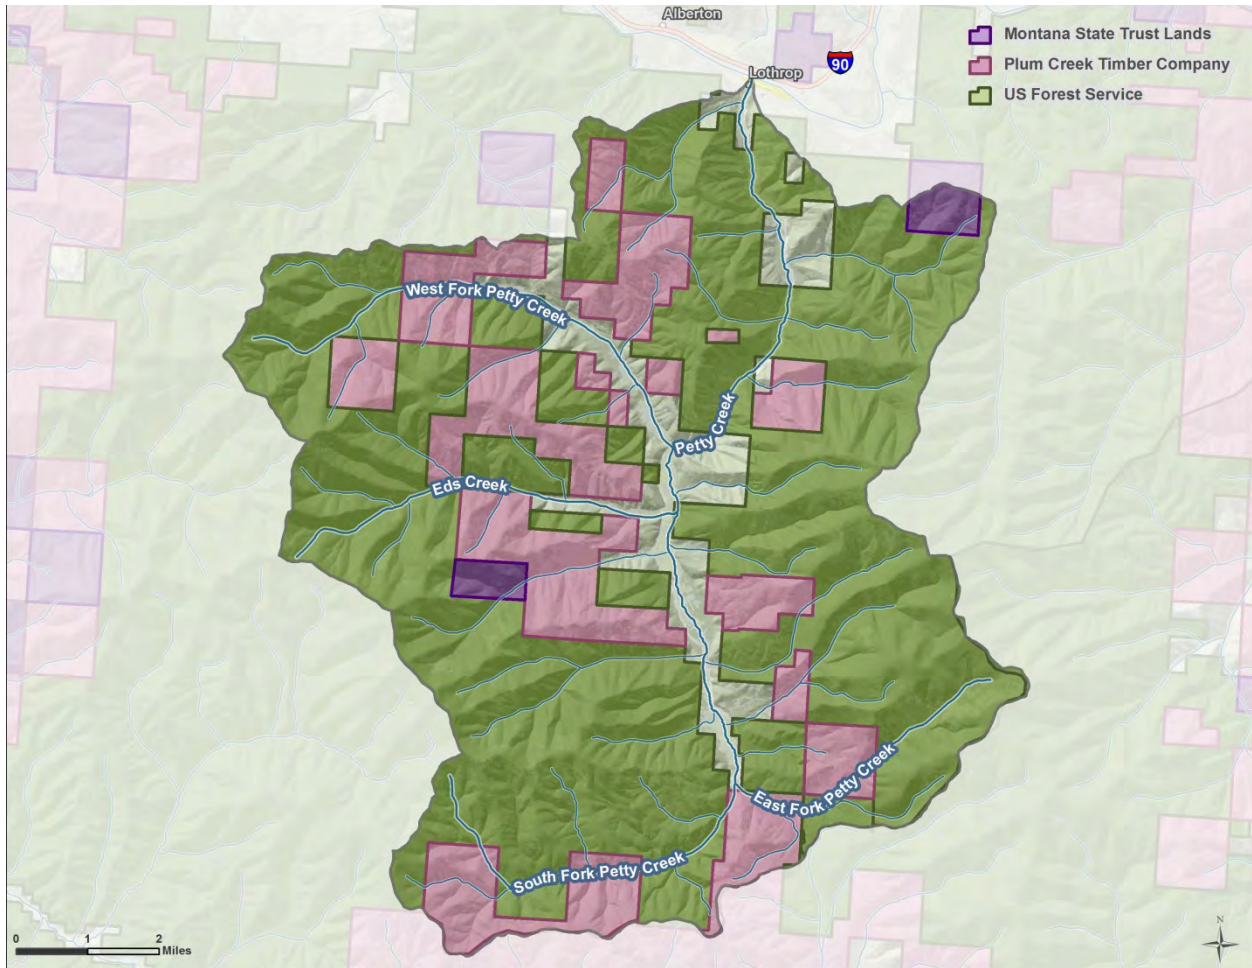 Alberton
Montana State Trust Lands
90
Plum Creek Timber Company
Lothrop
US Forest Service
West Fork Petty Creek
Petty Creek
Eds Creek
East Fork Petty Creek
South Fork Petty Creek
N
0 1 2
Miles